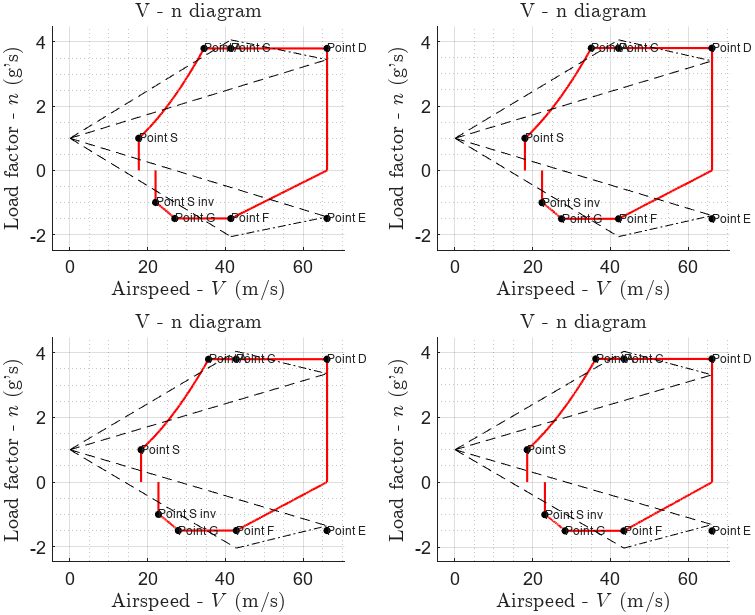 V - n diagram
Load factor - n (g's)
4
2
0
-2
Point
Point C
Point D
Point S
Point S inv
Point G
Point F
Point E
0
20
40
60
Airspeed - V (m/s)
V - n diagram
Load factor - n (g's)
4
2
0
-2
Point
Point C
Point D
Point S
Point S inv
Point G
Point F
Point E
0
20
40
60
Airspeed - V (m/s)
V - n diagram
Load factor - n (g's)
4
2
0
-2
Point
Point C
Point D
Point S
Point S inv
Point G
Point F
Point E
0
20
40
60
Airspeed - V (m/s)
V - n diagram
Load factor - n (g's)
4
2
0
-2
Point
Point C
Point D
Point S
Point S inv
Point G
Point F
Point E
0
20
40
60
Airspeed - V (m/s)